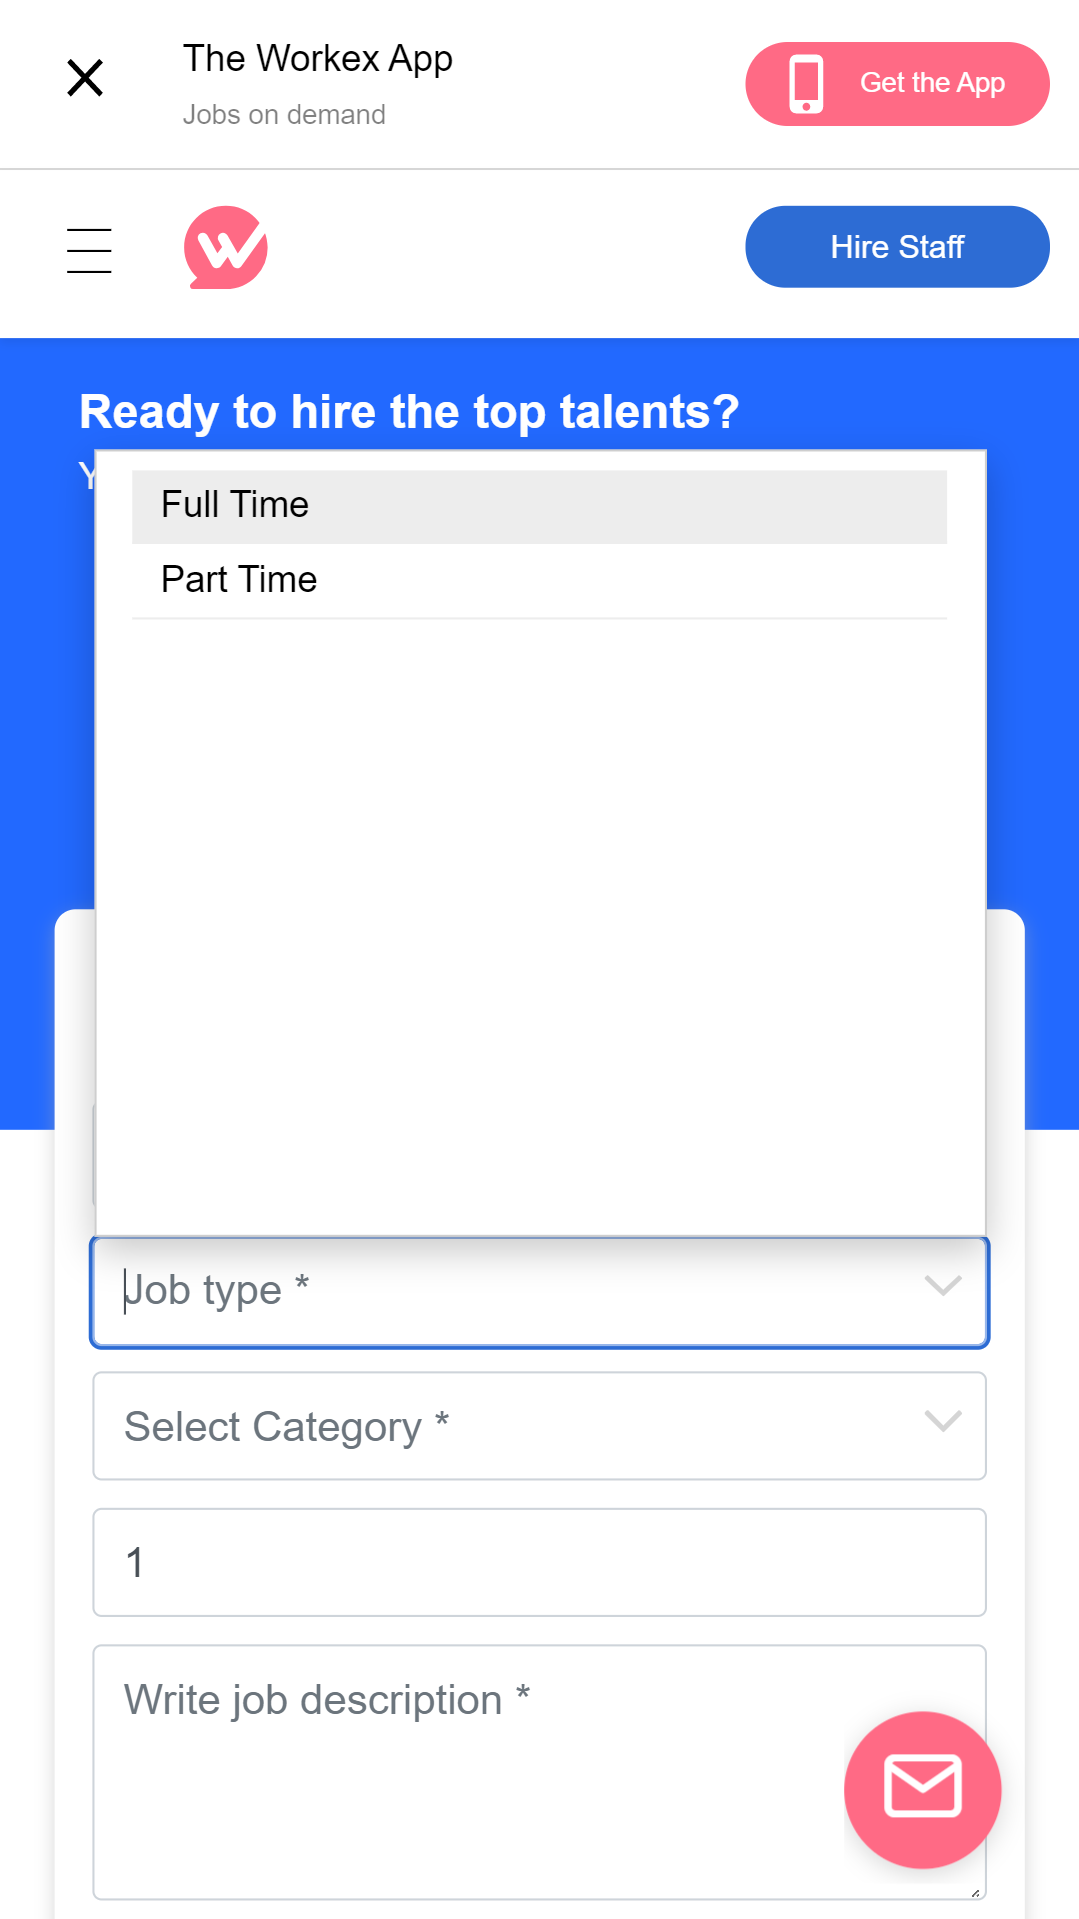 The Workex App
Jobs on demand
Get the App
Hire Staff
Ready to hire the top talents?
Full Time
Part Time
Job type *
Select Category *
1
Write job description *